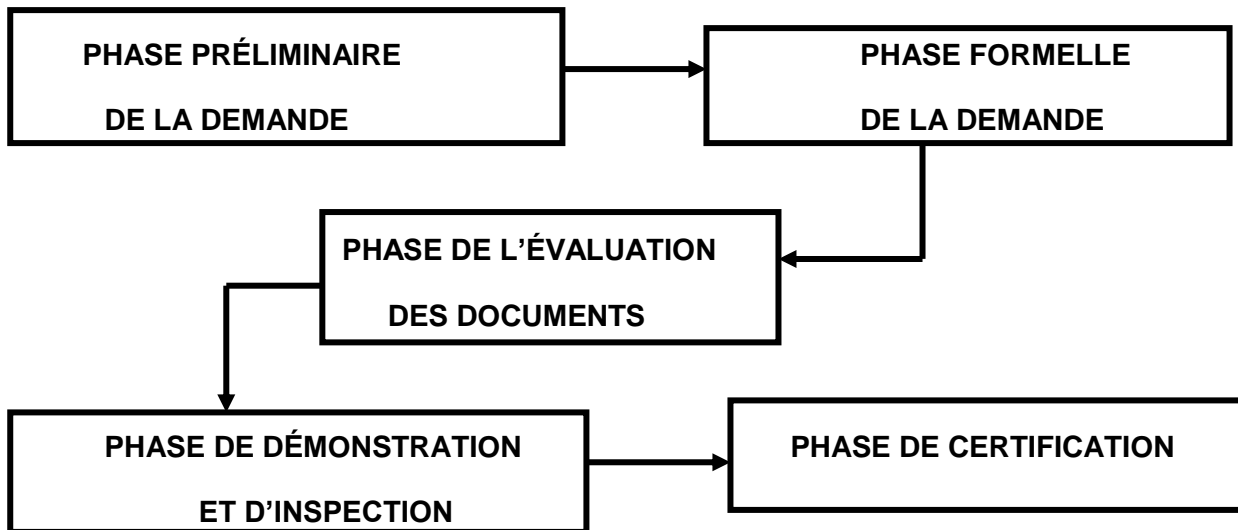 PHASE PRÉLIMINAIRE
DE LA DEMANDE
PHASE FORMELLE
DE LA DEMANDE
PHASE DE L’ÉVALUATION
DES DOCUMENTS
PHASE DE DÉMONSTRATION
ET D’INSPECTION
PHASE DE CERTIFICATION